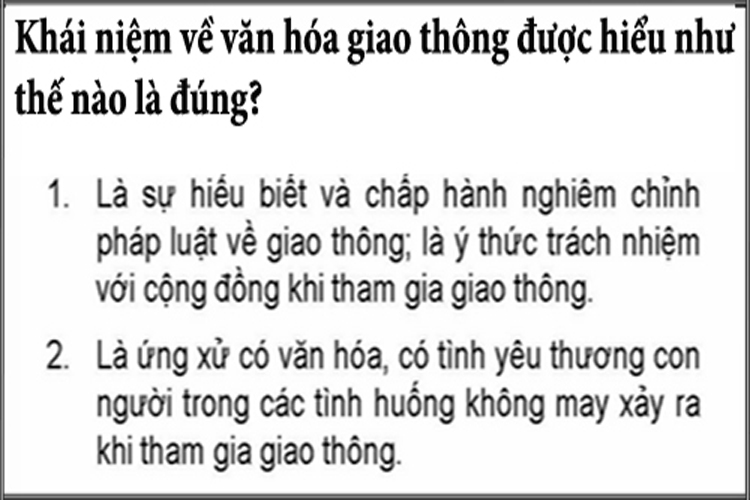 Khái niệm về văn hóa giao thông được hiểu như
thế nào là đúng?
1. Là sự hiểu biết và chấp hành nghiêm chỉnh
pháp luật về giao thông; là ý thức trách nhiệm
với cộng đồng khi tham gia giao thông.
2. Là ứng xử có văn hóa, có tình yêu thương con
người trong các tình huống không may xảy ra
khi tham gia giao thông.